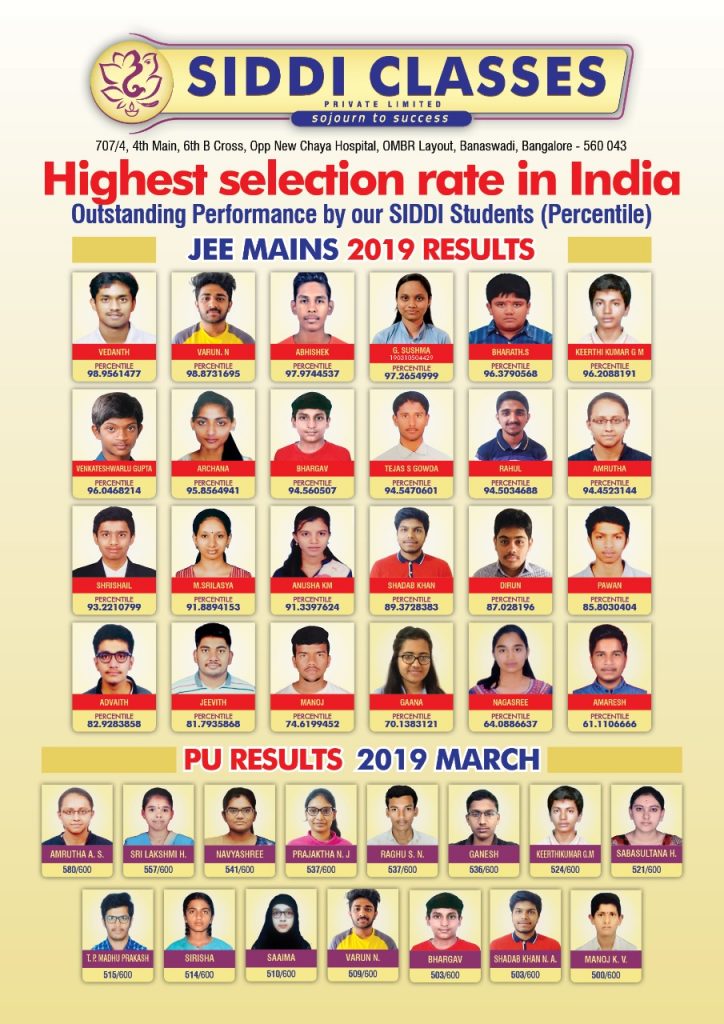 SIDDI CLASSES
PRIVATE LIMITED
sojourn to success
707/4, 4th Main, 6th B Cross, Opp New Chaya Hospital, OMBR Layout, Banaswadi, Bangalore - 560 043
Highest selection rate in India
Outstanding Performance by our SIDDI Students (Percentile)
JEE MAINS 2019 RESULTS
VEDANTH
PERCENTILE
98.9561477
VARUN. N
PERCENTILE
98.8731695
ABHISHEK
PERCENTILE
97.9744537
G. SUSHMA
190310504429
PERCENTILE
97.2654999
BHARATH.S
PERCENTILE
96.3790568
KEERTHI KUMAR G M
PERCENTILE
96.2088191
VENKATESHWARLU GUPTA
PERCENTILE
96.0468214
ARCHANA
PERCENTILE
95.8564941
BHARGAV
PERCENTILE
94.560507
TEJAS S GOWDA
PERCENTILE
94.5470601
RAHUL
PERCENTILE
94.5034688
AMRUTHA
PERCENTILE
94.4523144
SHRISHAIL
PERCENTILE
93.2210799
M.SRILASYA
PERCENTILE
91.8894153
ANUSHA KM
PERCENTILE
91.3397624
SHADAB KHAN
PERCENTILE
89.3728383
DIRUN
PERCENTILE
87.028196
PAWAN
PERCENTILE
85.8030404
ADVAITH
PERCENTILE
82.9283858
JEEVITH
PERCENTILE
81.7935868
MANOJ
PERCENTILE
74.6199452
GAANA
PERCENTILE
70.1383121
NAGASREE
PERCENTILE
64.0886637
AMARESH
PERCENTILE
61.1106666
PU RESULTS 2019 MARCH
AMRUTHA A. S.
580/600
SRI LAKSHMI H.
557/600
NAVYASHREE
541/600
PRAJAKTHA N. J
537/600
RAGHU S. N.
537/600
GANESH
536/600
KEERTHIKUMAR G.M
524/600
SABASULTANA H.
521/600
T. P. MADHU PRAKASH
515/600
SIRISHA
514/600
SAAIMA
510/600
VARUN N.
509/600
BHARGAV
503/600
SHADAB KHAN N. A.
503/600
MANOJ K. V.
500/600